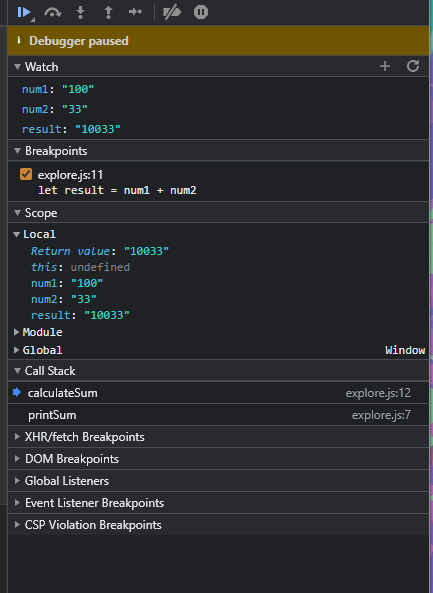 Debugger paused
Watch
num1: "100"
num2: "33"
result: "10033"
Breakpoints
explore.js:11
let result = num1 + num2
Scope
Local
Return value: "10033"
this: undefined
num1: "100"
num2: "33"
result: "10033"
Module
Global Window
Call Stack
calculateSum explore.js:12
printSum explore.js:7
XHR/fetch Breakpoints
DOM Breakpoints
Global Listeners
Event Listener Breakpoints
CSP Violation Breakpoints